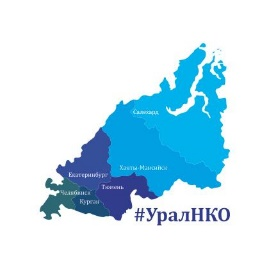 Салехард
Ханты-Мансийск
Екатеринбург
Тюмень
Челябинск
Курган
#УралНКО